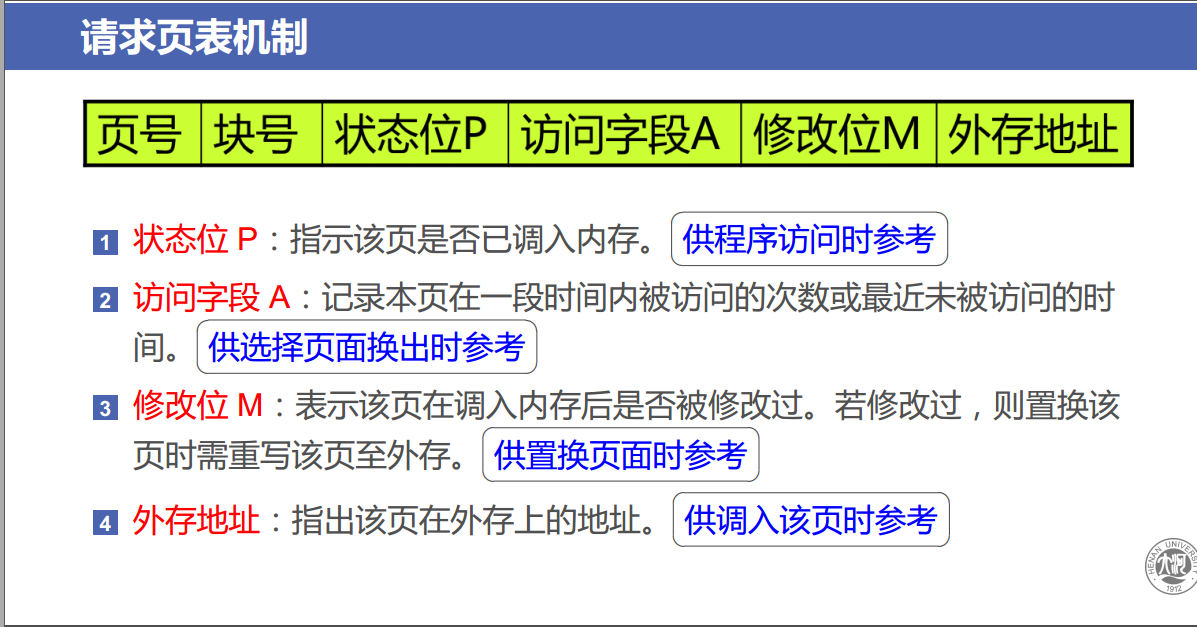 请求页表机制
页号 块号 状态位P 访问字段A 修改位M 外存地址
1 状态位 P：指示该页是否已调入内存。 供程序访问时参考
2 访问字段 A：记录本页在一段时间内被访问的次数或最近未被访问的时
间。 供选择页面换出时参考
3 修改位 M：表示该页在调入内存后是否被修改过。若修改过，则置换该
页时需重写该页至外存。 供置换页面时参考
4 外存地址：指出该页在外存上的地址。 供调入该页时参考
HENAN UNIVERSITY
1912